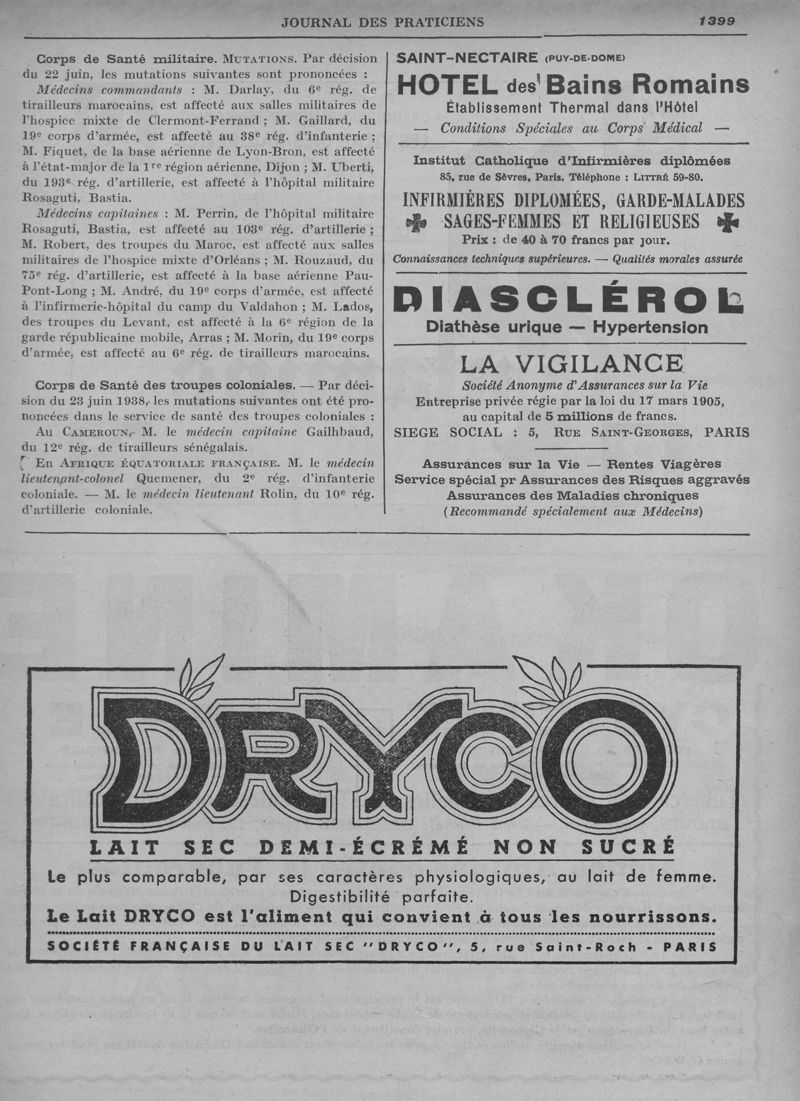 JOURNAL DES PRATICIENS 1399
Corps de Santé militaire. MUTATIONS. Par décision
du 22 juin, les mutations suivantes sont prononcées :
Médecins commandants : M. Darlay, du 6e rég. de
tirailleurs marocains, est affecté aux salles militaires de
l'hospice mixte de Clermont-Ferrand ; M. Gaillard, du
19e corps d'armée, est affecté au 38e rég. d'infanterie ;
M. Fiquet, de la base aérienne de Lyon-Bron, est affecté
à l'état-major de la 1re région aérienne, Dijon ; M. Uberti,
du 193e rég. d'artillerie, est affecté à l'hôpital militaire
Rosaguti, Bastia.
Médecins capitaines : M. Perrin, de l'hôpital militaire
Rosaguti, Bastia, est affecté au 103e rég. d'artillerie ;
M. Robert, des troupes du Maroc, est affecté aux salles
militaires de l'hospice mixte d'Orléans ; M. Rouzaud, du
75e rég. d'artillerie, est affecté à la base aérienne Pau-
Pont-Long ; M. André, du 19e corps d'armée, est affecté
à l'infirmerie-hôpital du camp du Valdahon ; M. Lados,
des troupes du Levant, est affecté à la 6e région de la
garde républicaine mobile, Arras ; M. Morin, du 19e corps
d'armée, est affecté au 6e rég. de tirailleurs marocains.
Corps de Santé des troupes coloniales. — Par déci-
sion du 23 juin 1938, les mutations suivantes ont été pro-
noncées dans le service de santé des troupes coloniales :
Au CAMEROUN, M. le médecin capitaine Gailhbaud,
du 12e rég. de tirailleurs sénégalais.
En AFRIQUE ÉQUATORIALE FRANÇAISE. M. le médecin
lieutenant-colonel Quemener, du 2e rég. d'infanterie
coloniale. — M. le médecin lieutenant Rolin, du 10e rég.
d'artillerie coloniale.
SAINT-NECTAIRE (PUY-DE-DOME)
HOTEL des Bains Romains
Établissement Thermal dans l'Hôtel
— Conditions Spéciales au Corps Médical —
Institut Catholique d'Infirmières diplômées
85, rue de Sèvres, Paris. Téléphone : LITTRÉ 59-80.
INFIRMIÈRES DIPLOMÉES, GARDE-MALADES
SAGES-FEMMES ET RELIGIEUSES
Prix : de 40 à 70 francs par jour.
Connaissances techniques supérieures. — Qualités morales assurée
DIASCLÉROL
Diathèse urique — Hypertension
LA VIGILANCE
Société Anonyme d'Assurances sur la Vie
Entreprise privée régie par la loi du 17 mars 1905,
au capital de 5 millions de francs.
SIEGE SOCIAL : 5, RUE SAINT-GEORGES, PARIS
Assurances sur la Vie — Rentes Viagères
Service spécial pr Assurances des Risques aggravés
Assurances des Maladies chroniques
(Recommandé spécialement aux Médecins)
DRYCO
LAIT SEC DEMI-ÉCRÉMÉ NON SUCRÉ
Le plus comparable, par ses caractères physiologiques, au lait de femme.
Digestibilité parfaite.
Le Lait DRYCO est l'aliment qui convient à tous les nourrissons.
SOCIÉTÉ FRANÇAISE DU LAIT SEC "DRYCO", 5, rue Saint-Roch - PARIS